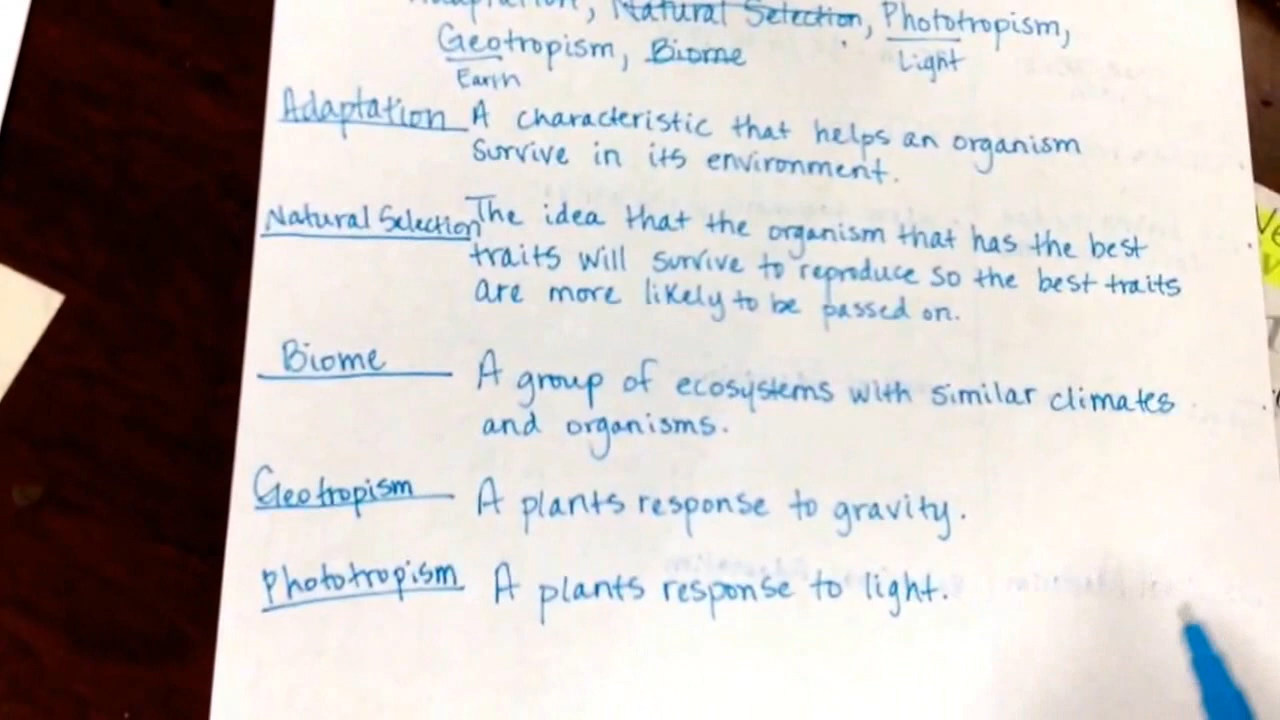 Adaptation, Natural Selection, Phototropism,
Geotropism, Biome
Earth
Light
Adaptation A characteristic that helps an organism
survive in its environment.
Natural Selection The idea that the organism that has the best
traits will survive to reproduce so the best traits
are more likely to be passed on.
Biome A group of ecosystems with similar climates
and organisms.
Geotropism A plants response to gravity.
Phototropism A plants response to light.